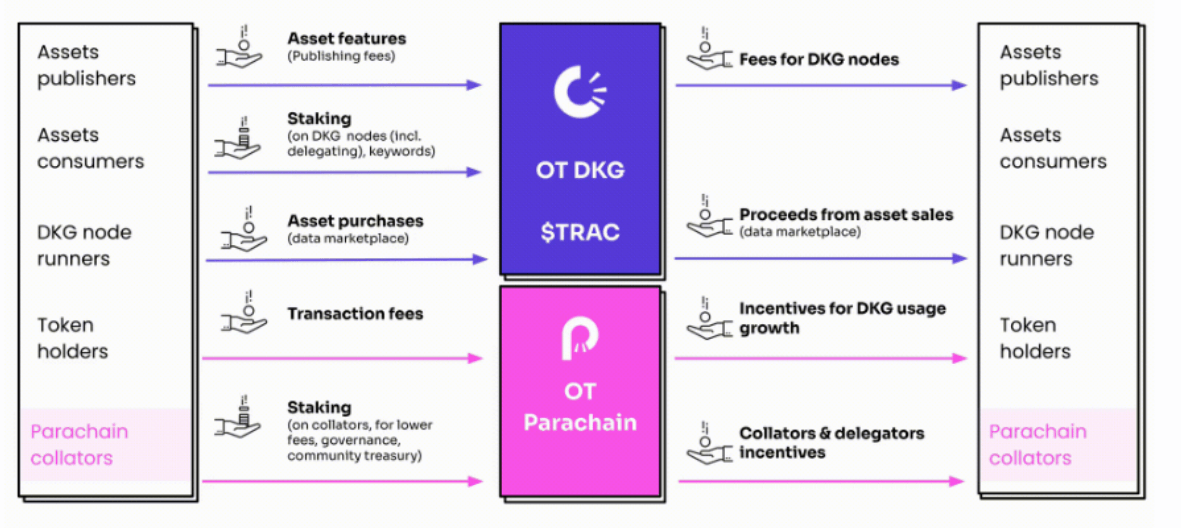 Assets
publishers
Assets
consumers
DKG node
runners
Token
holders
Parachain
collators
Asset features
(Publishing fees)
Staking
(on DKG nodes (incl.
delegating), keywords)
Asset purchases
(data marketplace)
Transaction fees
Staking
(on collators, for lower
fees, governance,
community treasury)
OT DKG
$TRAC
OT
Parachain
Fees for DKG nodes
Proceeds from asset sales
(data marketplace)
Incentives for DKG usage
growth
Collators & delegators
incentives
Assets
publishers
Assets
consumers
DKG node
runners
Token
holders
Parachain
collators